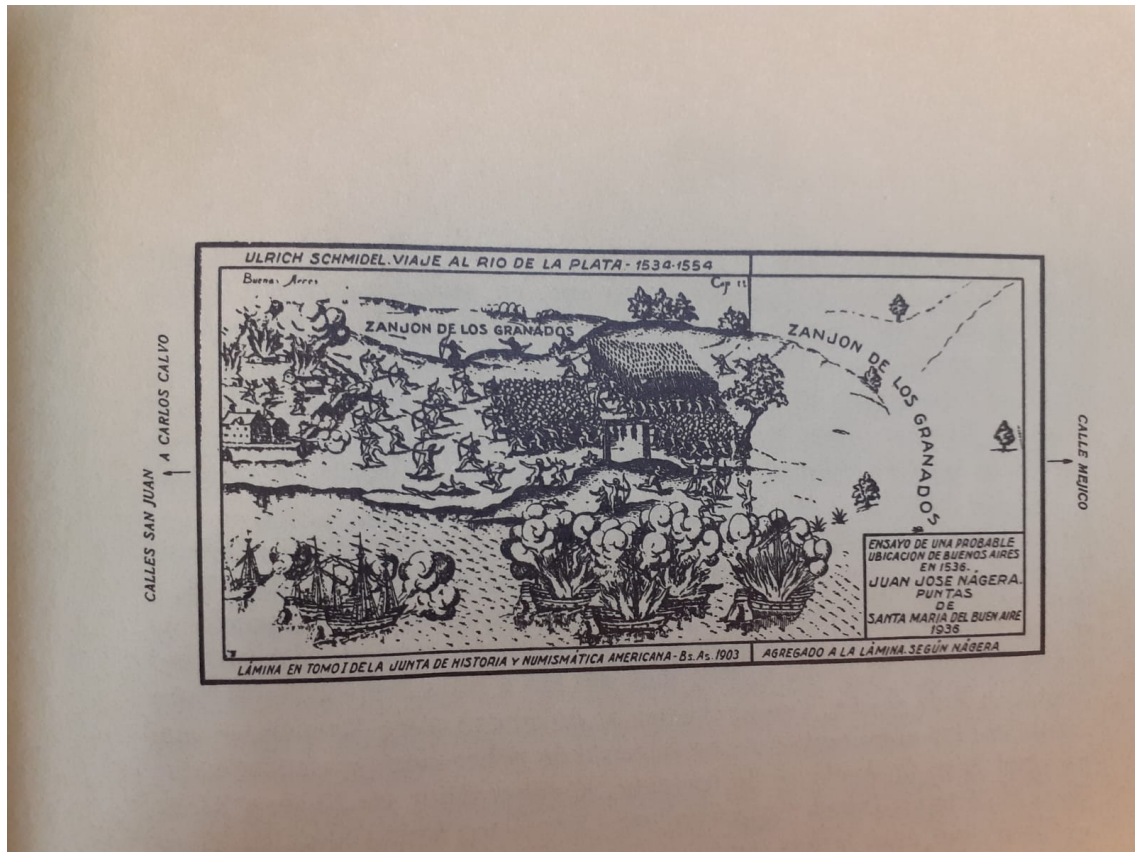 ULRICH SCHMIDEL. VIAJE AL RIO DE LA PLATA - 1534-1554
Buenas Aeres
Cap 11
ZANJON DE LOS GRANADOS
ZANJON DE LOS GRANADOS
CALLES SAN JUAN
A CARLOS CALVO
CALLE MEJICO
ENSAYO DE UNA PROBABLE
UBICACION DE BUENOS AIRES
EN 1536.
JUAN JOSE NÁGERA.
PUNTAS
DE
SANTA MARIA DEL BUEN AIRE
1936
LÁMINA EN TOMO I DE LA JUNTA DE HISTORIA Y NUMISMÁTICA AMERICANA - Bs. As. 1903
AGREGADO A LA LÁMINA. SEGÚN NÁGERA